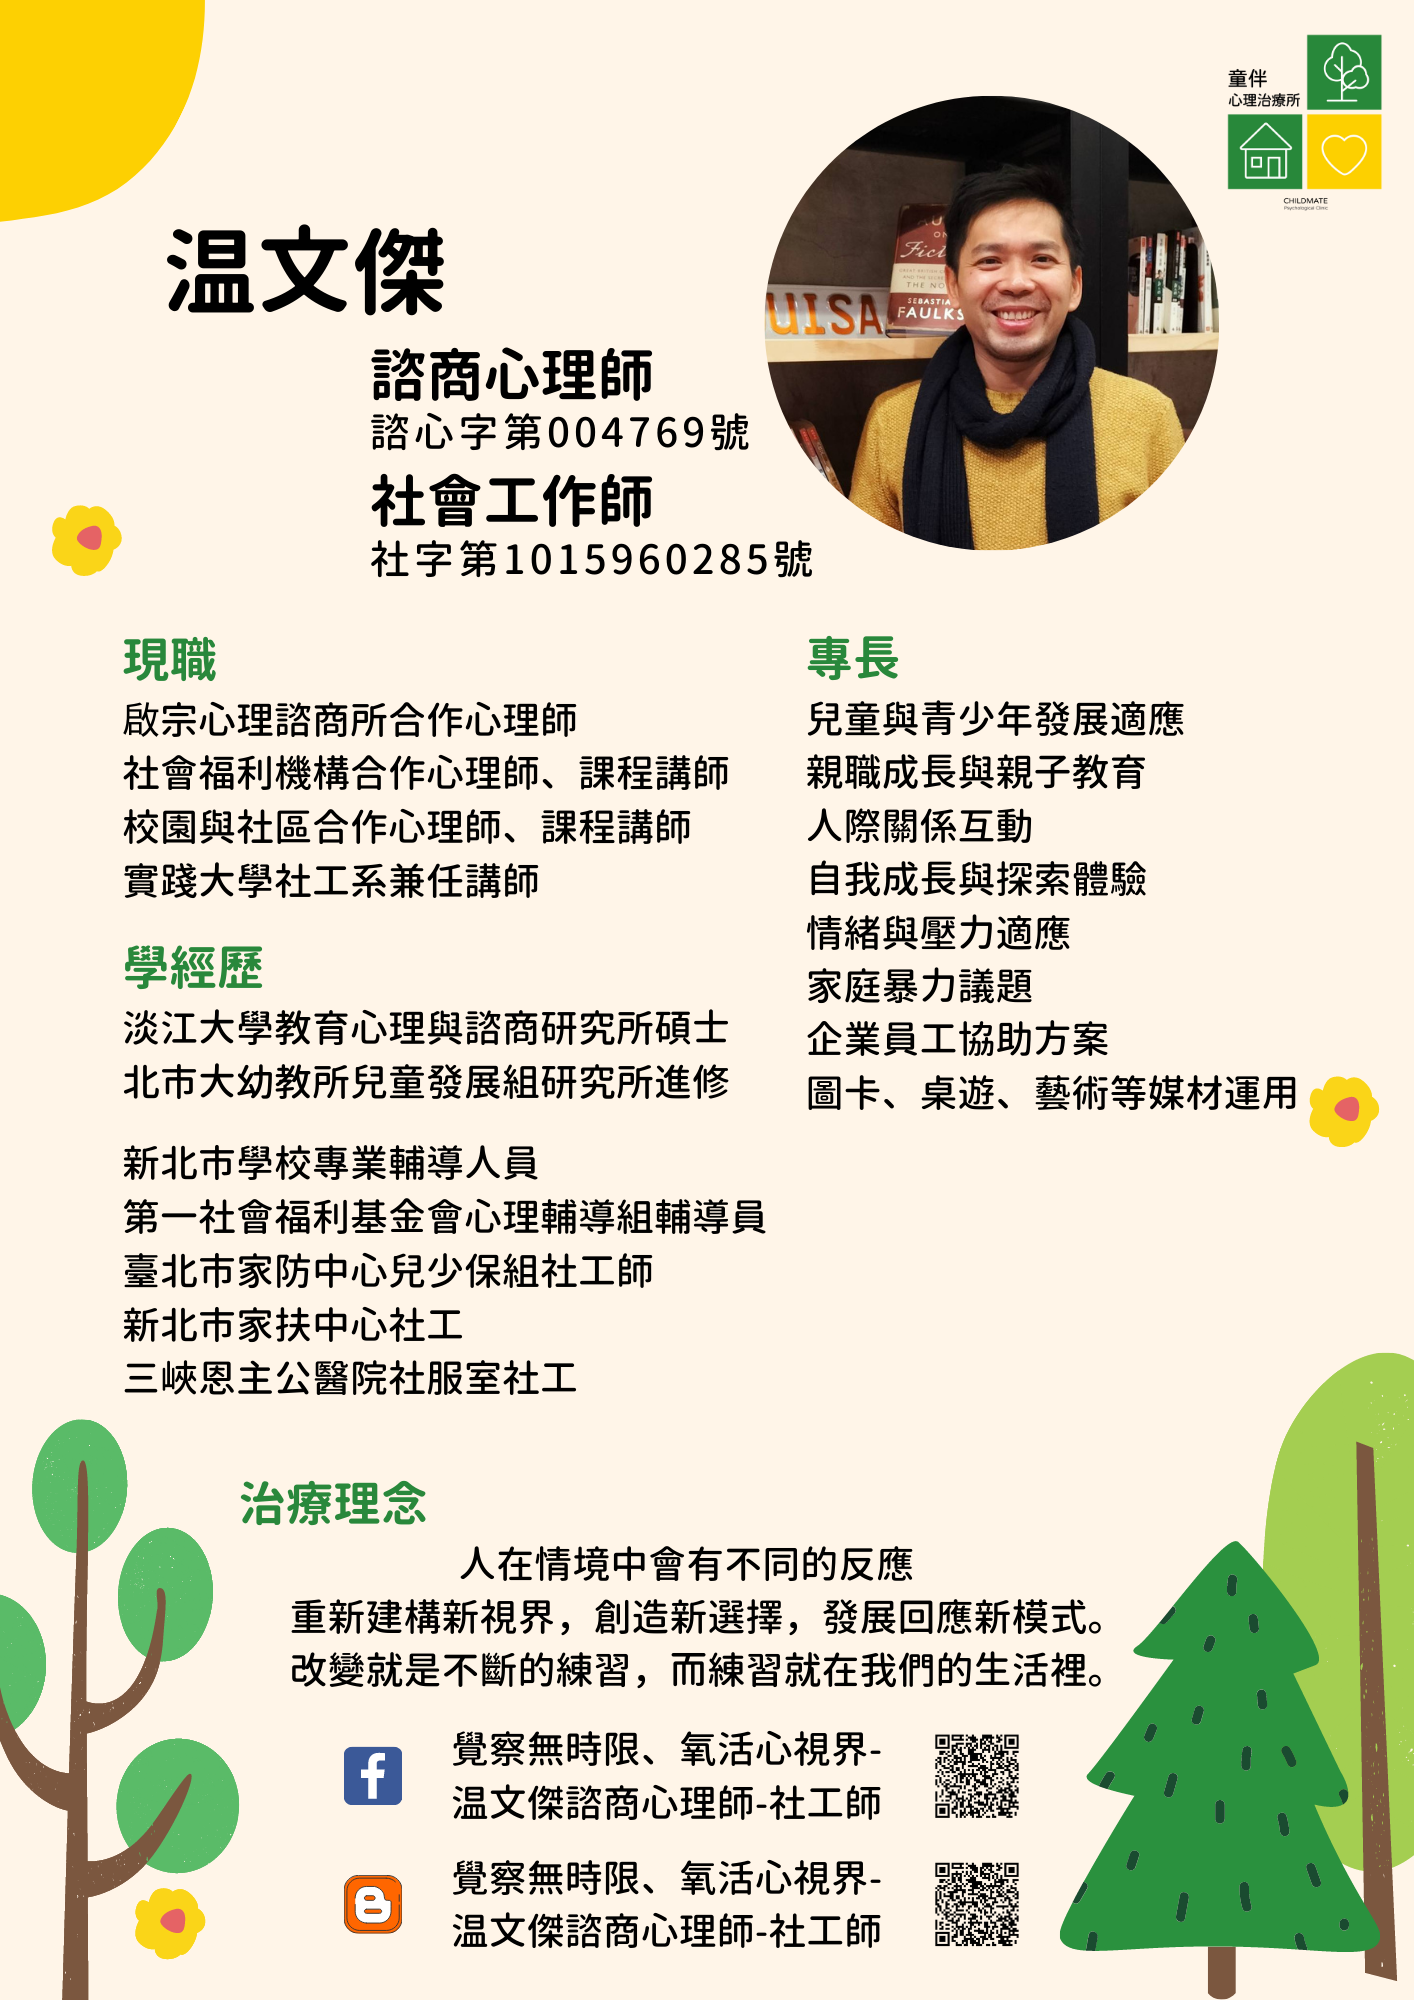 童伴
心理治療所
CHILDMATE
Psychological Clinic
温文傑
諮商心理師
諮心字第004769號
社會工作師
社字第1015960285號
UISA
ON
Fict
THE NO
SEBASTIA
FAULKS
現職
啟宗心理諮商所合作心理師
社會福利機構合作心理師、課程講師
校園與社區合作心理師、課程講師
實踐大學社工系兼任講師
學經歷
淡江大學教育心理與諮商研究所碩士
北市大幼教所兒童發展組研究所進修
新北市學校專業輔導人員
第一社會福利基金會心理輔導組輔導員
臺北市家防中心兒少保組社工師
新北市家扶中心社工
三峽恩主公醫院社服室社工
專長
兒童與青少年發展適應
親職成長與親子教育
人際關係互動
自我成長與探索體驗
情緒與壓力適應
家庭暴力議題
企業員工協助方案
圖卡、桌遊、藝術等媒材運用
治療理念
人在情境中會有不同的反應
重新建構新視界，創造新選擇，發展回應新模式。
改變就是不斷的練習，而練習就在我們的生活裡。
覺察無時限、氧活心視界-
温文傑諮商心理師-社工師
覺察無時限、氧活心視界-
温文傑諮商心理師-社工師